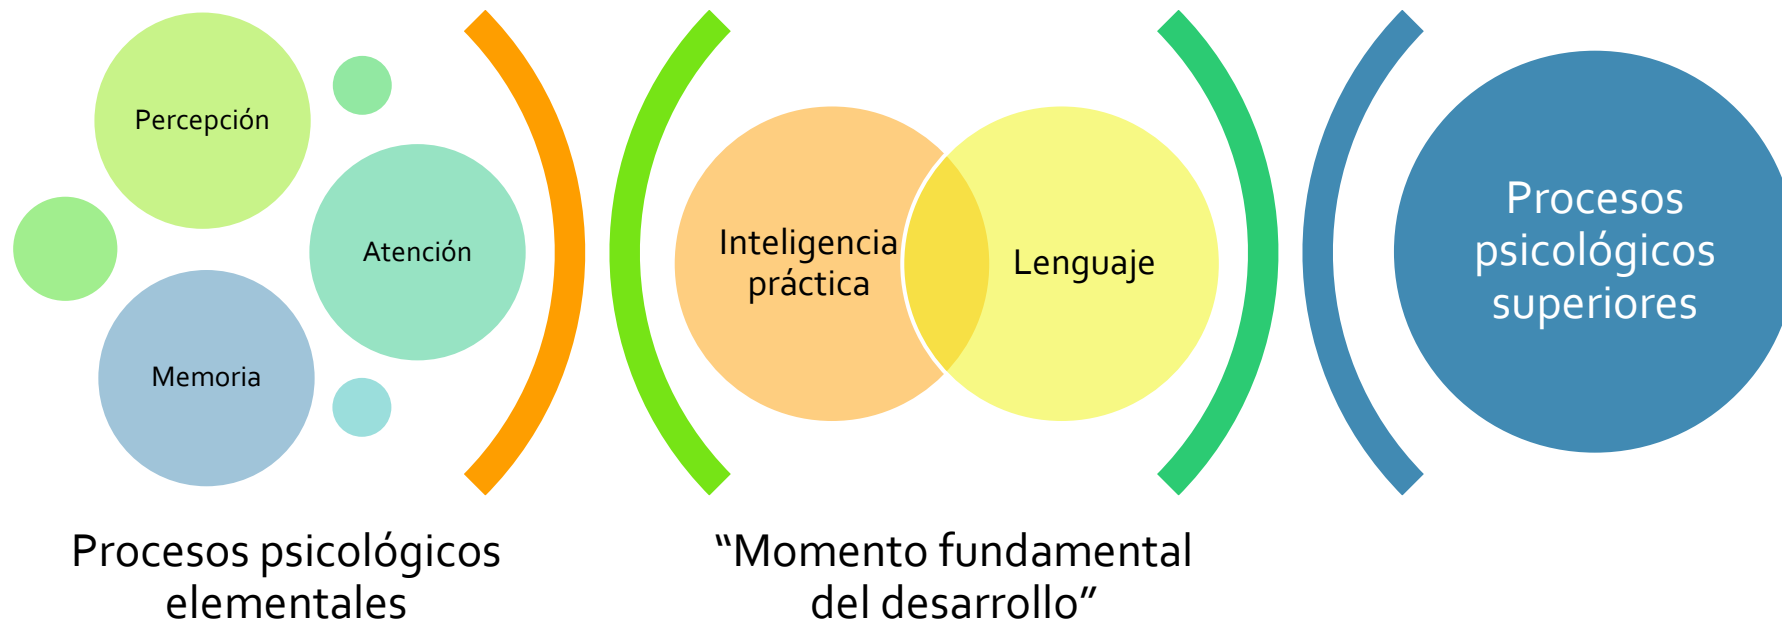 Percepción
Atención
Memoria
Procesos psicológicos
elementales
Inteligencia
práctica
Lenguaje
“Momento fundamental
del desarrollo”
Procesos
psicológicos
superiores